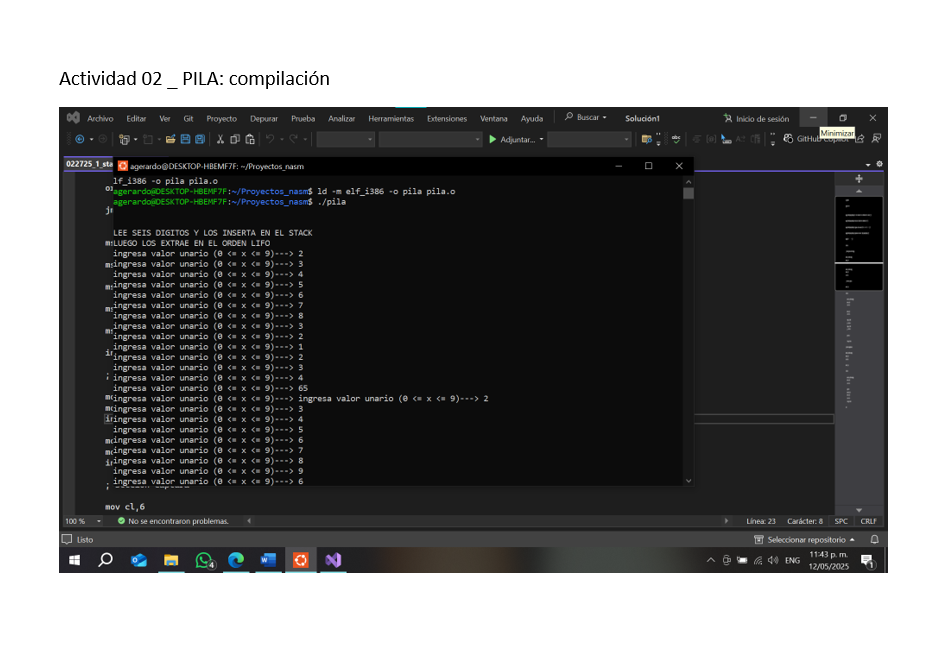 Actividad 02 _ PILA: compilación
Archivo Editar Ver Git Proyecto Depurar Prueba Analizar Herramientas Extensiones Ventana Ayuda Buscar Solución1 Inicio de sesión
Adjuntar... GitHub Copilot
Minimizar
022725_1_sta
agerardo@DESKTOP-HBEMF7F: ~/Proyectos_nasm
lf_i386 -o pila pila.o
agerardo@DESKTOP-HBEMF7F:~/Proyectos_nasm$ ld -m elf_i386 -o pila pila.o
agerardo@DESKTOP-HBEMF7F:~/Proyectos_nasm$ ./pila
LEE SEIS DIGITOS Y LOS INSERTA EN EL STACK
LUEGO LOS EXTRAE EN EL ORDEN LIFO
ingresa valor unario (0 <= x <= 9)---> 2
ingresa valor unario (0 <= x <= 9)---> 3
ingresa valor unario (0 <= x <= 9)---> 4
ingresa valor unario (0 <= x <= 9)---> 5
ingresa valor unario (0 <= x <= 9)---> 6
ingresa valor unario (0 <= x <= 9)---> 7
ingresa valor unario (0 <= x <= 9)---> 8
ingresa valor unario (0 <= x <= 9)---> 3
ingresa valor unario (0 <= x <= 9)---> 2
ingresa valor unario (0 <= x <= 9)---> 1
ingresa valor unario (0 <= x <= 9)---> 2
ingresa valor unario (0 <= x <= 9)---> 3
ingresa valor unario (0 <= x <= 9)---> 4
ingresa valor unario (0 <= x <= 9)---> 65
ingresa valor unario (0 <= x <= 9)---> ingresa valor unario (0 <= x <= 9)---> 2
ingresa valor unario (0 <= x <= 9)---> 3
ingresa valor unario (0 <= x <= 9)---> 4
ingresa valor unario (0 <= x <= 9)---> 5
ingresa valor unario (0 <= x <= 9)---> 6
ingresa valor unario (0 <= x <= 9)---> 7
ingresa valor unario (0 <= x <= 9)---> 8
ingresa valor unario (0 <= x <= 9)---> 9
ingresa valor unario (0 <= x <= 9)---> 6
mov cl,6
100 % No se encontraron problemas. Línea: 23 Carácter: 8 SPC CRLF
Listo Seleccionar repositorio
ENG 11:43 p. m.
12/05/2025